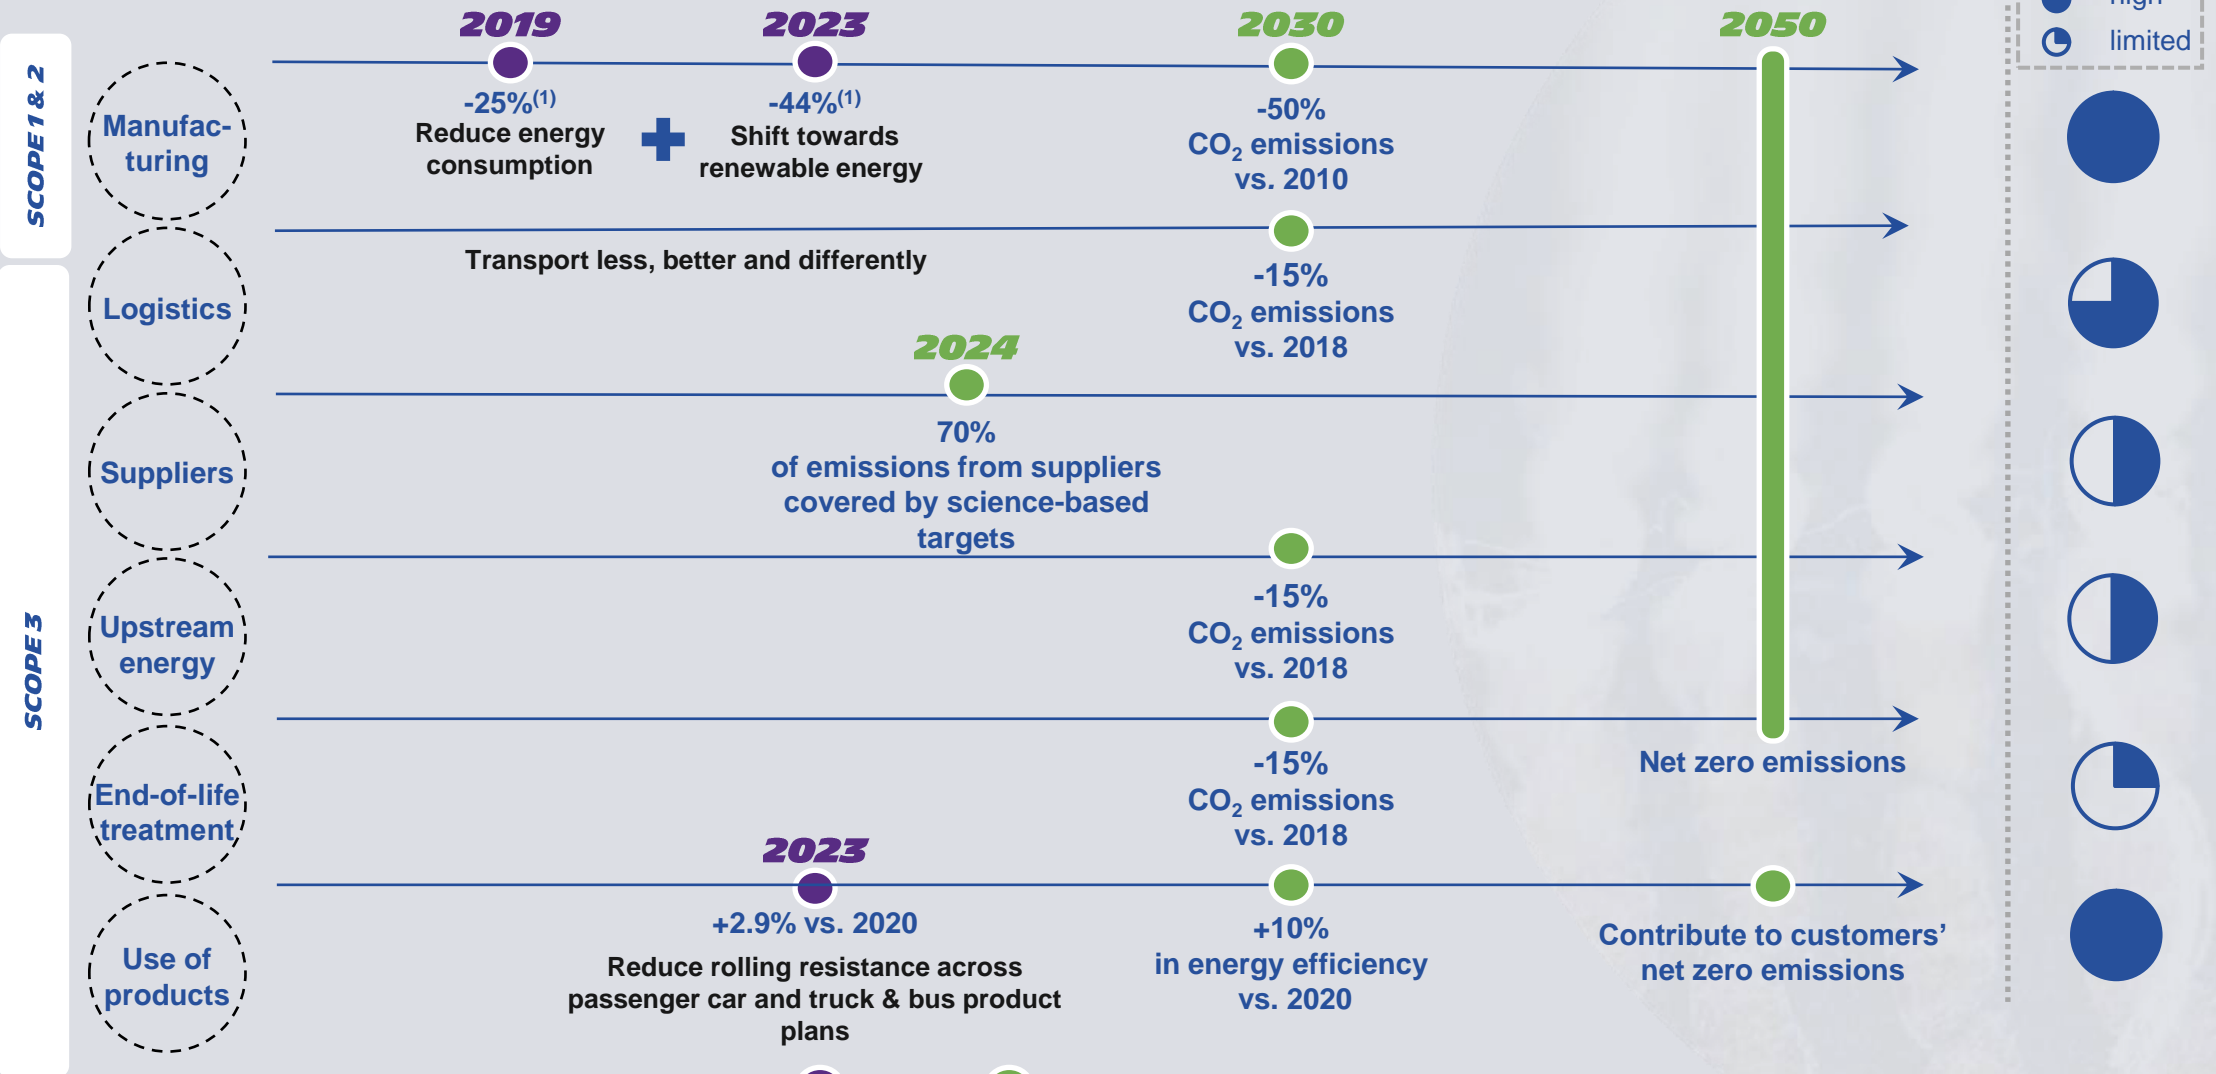 2019
2023
2030
2050
high
limited
SCOPE 1 & 2
Manufac-
turing
-25%(1)
Reduce energy
consumption
-44%(1)
Shift towards
renewable energy
-50%
CO2 emissions
vs. 2010
SCOPE 3
Logistics
Transport less, better and differently
-15%
CO2 emissions
vs. 2018
Suppliers
2024
70%
of emissions from suppliers
covered by science-based
targets
Upstream
energy
-15%
CO2 emissions
vs. 2018
End-of-life
treatment
-15%
CO2 emissions
vs. 2018
Net zero emissions
Use of
products
2023
+2.9% vs. 2020
Reduce rolling resistance across
passenger car and truck & bus product
plans
+10%
in energy efficiency
vs. 2020
Contribute to customers’
net zero emissions